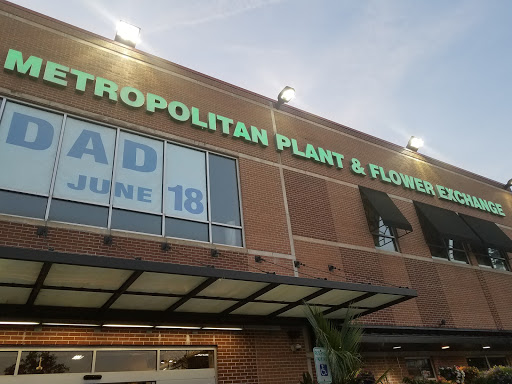 METROPOLITAN PLANT & FLOWER EXCHANGE
DAD
JUNE 18